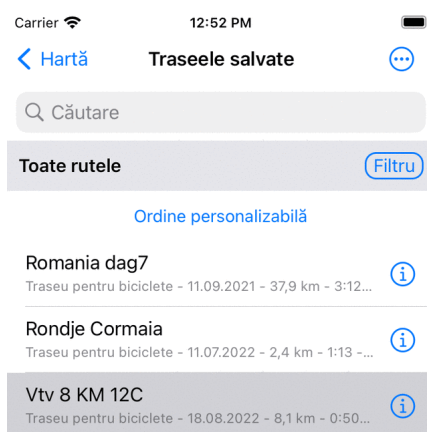 Carrier 12:52 PM
Hartă Traseele salvate
Căutare
Toate rutele Filtru
Ordine personalizabilă
Romania dag7
Traseu pentru biciclete - 11.09.2021 - 37,9 km - 3:12...
Rondje Cormaia
Traseu pentru biciclete - 11.07.2022 - 2,4 km - 1:13 -...
Vtv 8 KM 12C
Traseu pentru biciclete - 18.08.2022 - 8,1 km - 0:50...